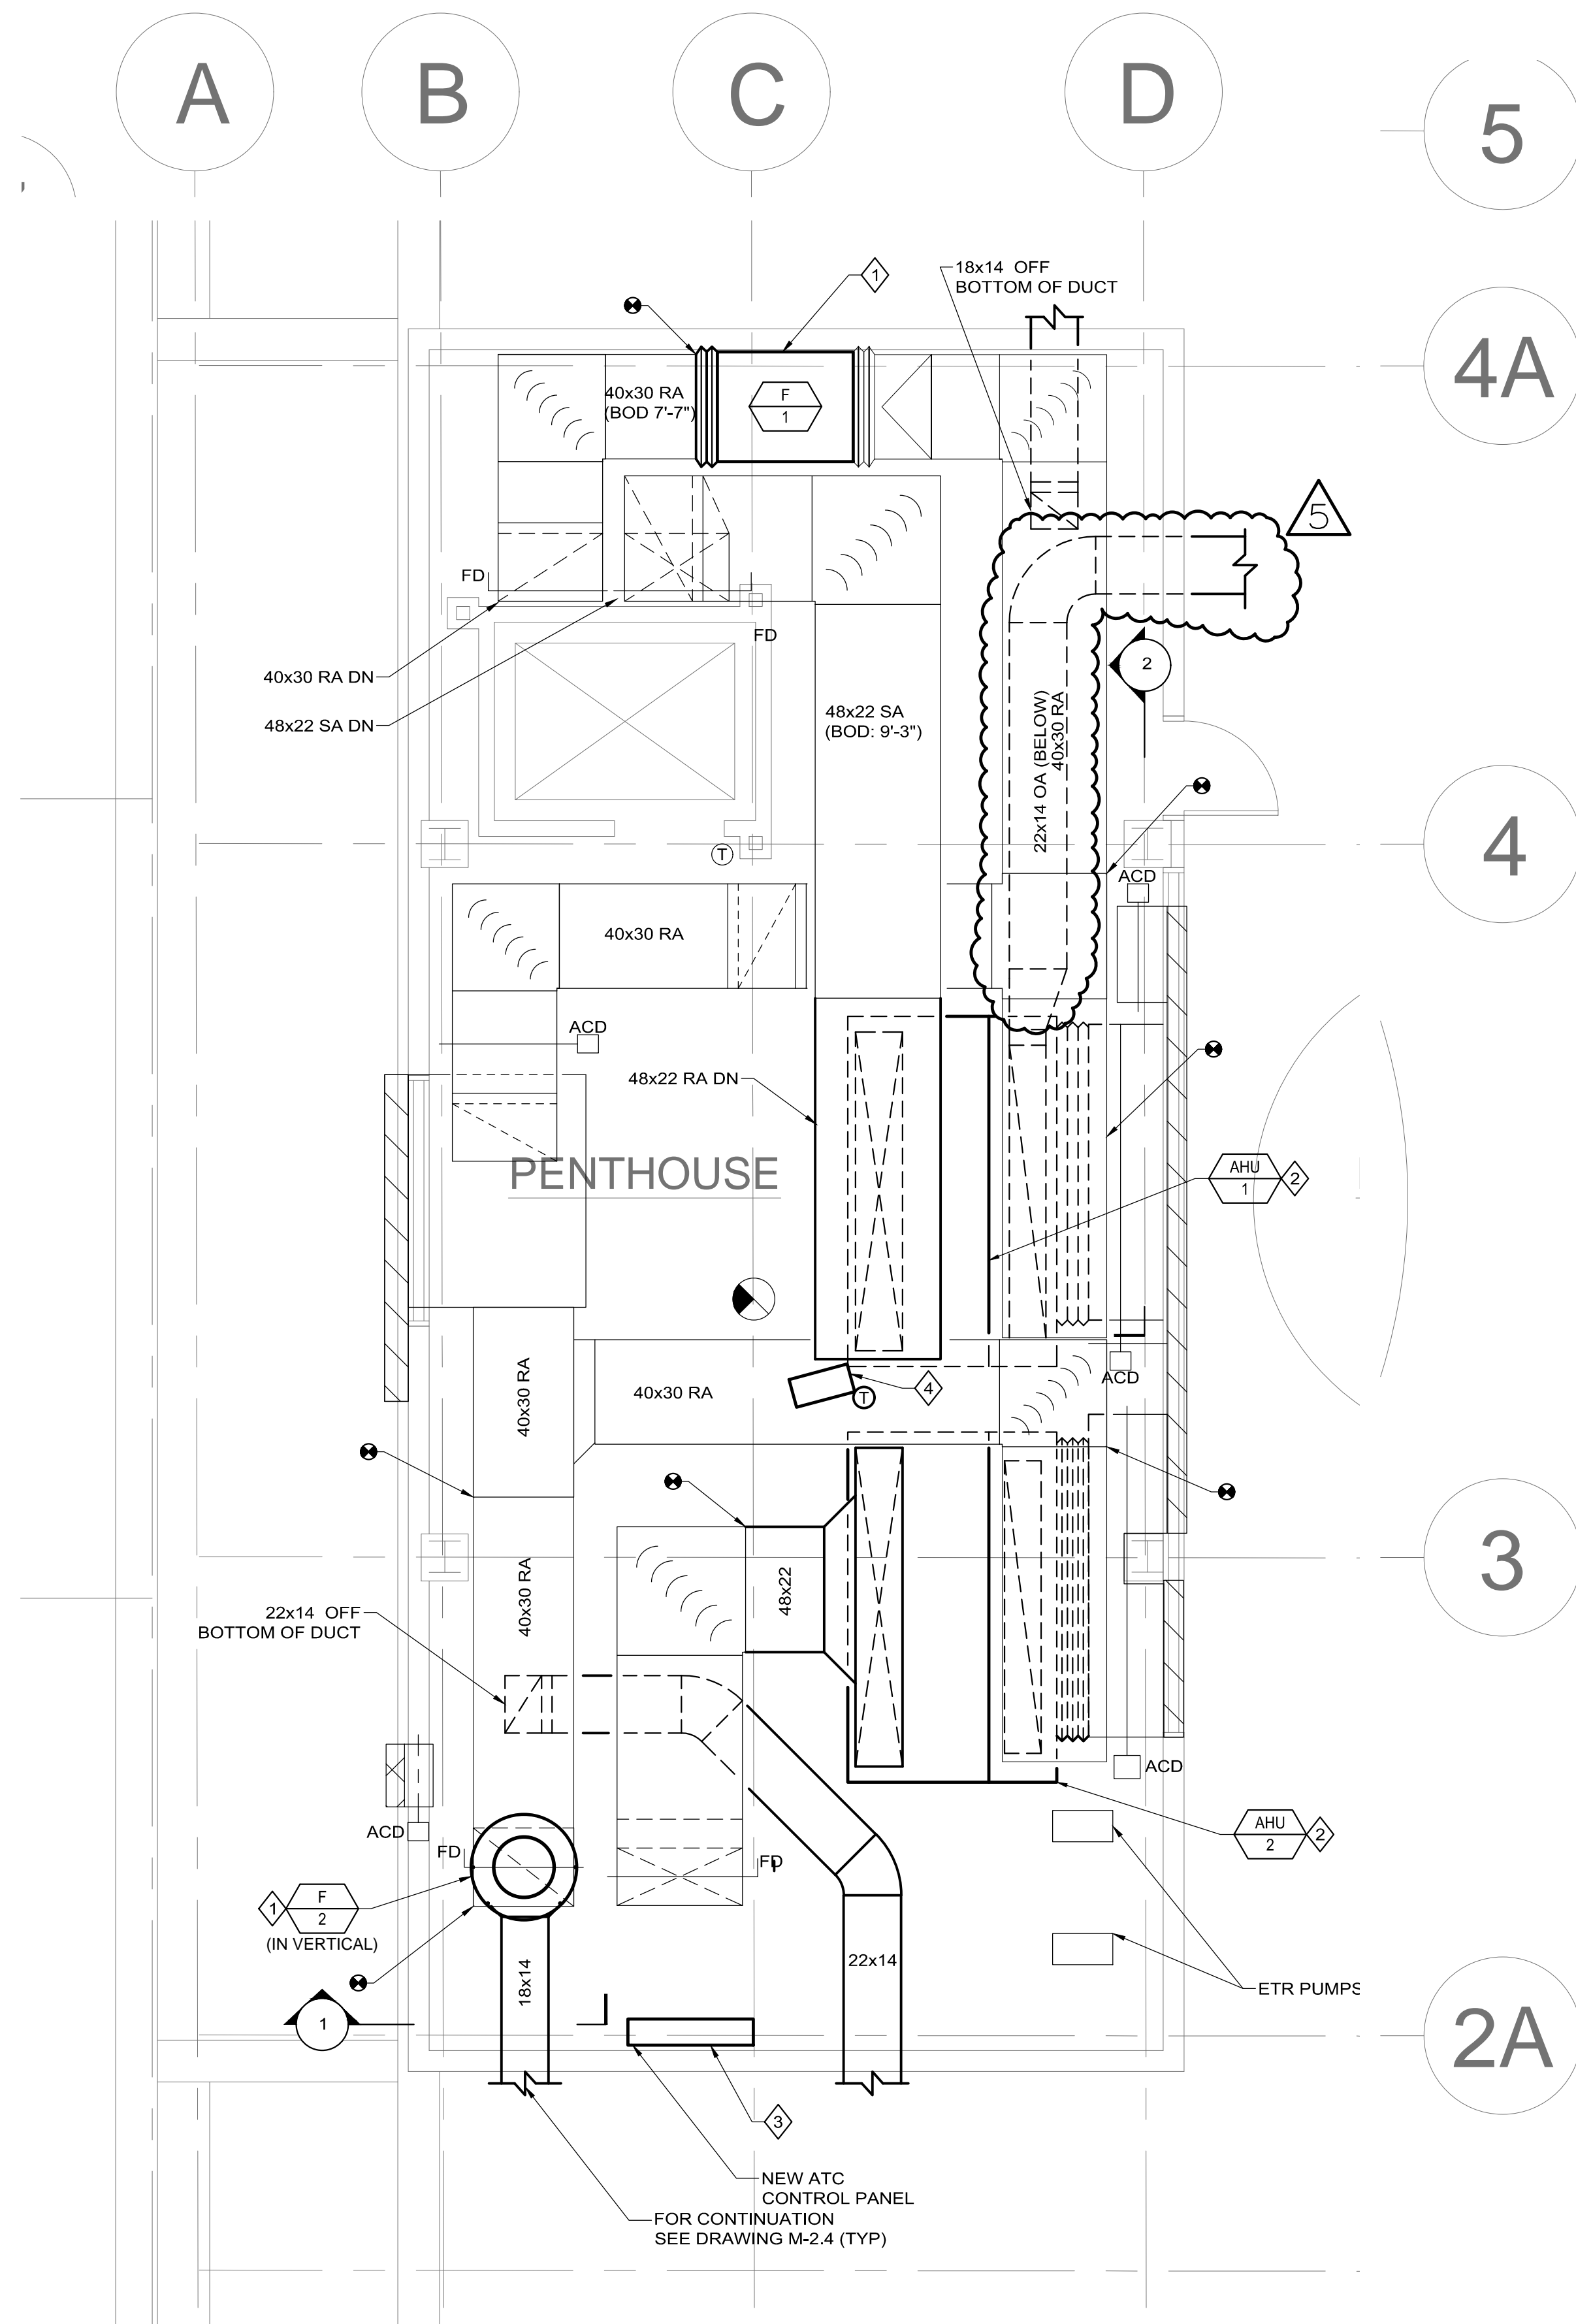 A
B
C
D
5
4A
4
3
2A
1
18x14 OFF
BOTTOM OF DUCT
40x30 RA
(BOD 7'-7")
F
1
5
FD
FD
40x30 RA DN
48x22 SA DN
48x22 SA
(BOD: 9'-3")
22x14 OA (BELOW)
40x30 RA
2
T
ACD
40x30 RA
ACD
48x22 RA DN
PENTHOUSE
AHU
1
2
40x30 RA
40x30 RA
4
T
ACD
40x30 RA
48x22
22x14 OFF
BOTTOM OF DUCT
ACD
ACD
FD
FD
AHU
2
2
1
F
2
(IN VERTICAL)
18x14
22x14
ETR PUMPS
1
3
NEW ATC
CONTROL PANEL
FOR CONTINUATION
SEE DRAWING M-2.4 (TYP)